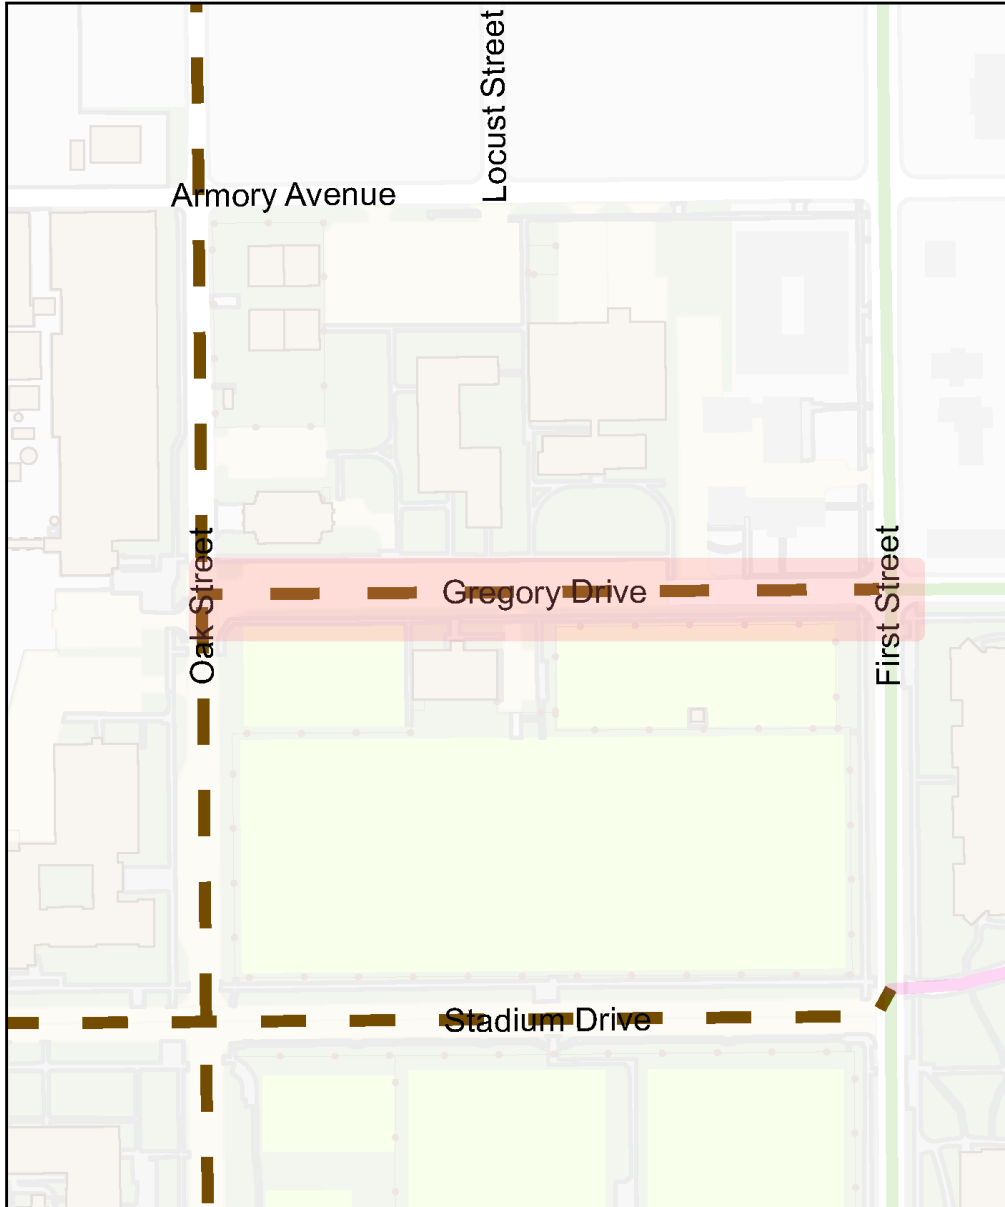 Locust Street
Armory Avenue
Oak Street
Gregory Drive
First Street
Stadium Drive